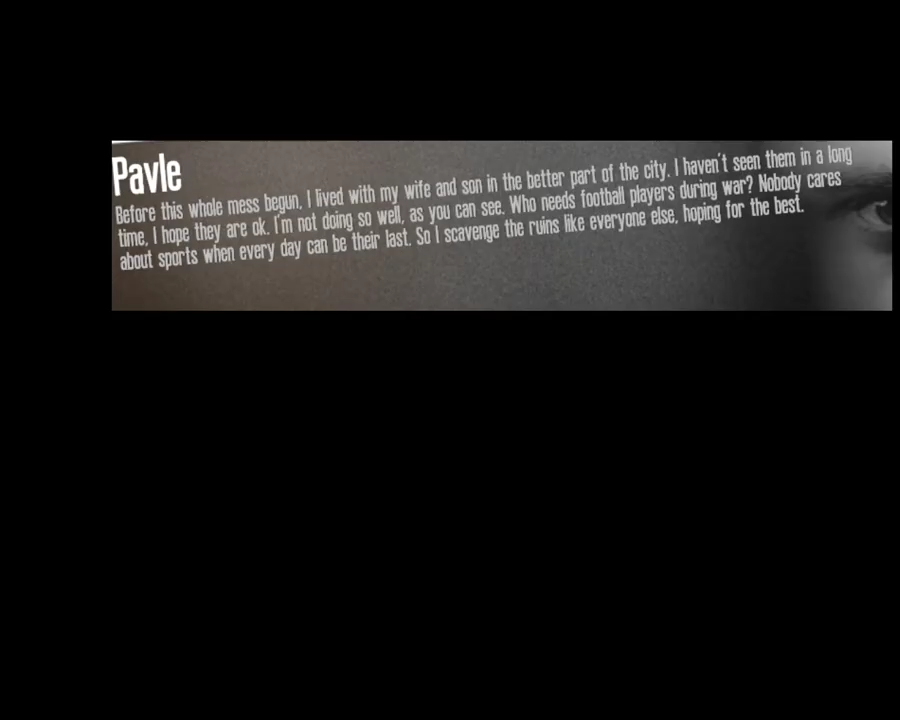 Pavle
Before this whole mess begun, I lived with my wife and son in the better part of the city. I haven't seen them in a long
time, I hope they are ok. I'm not doing so well, as you can see. Who needs football players during war? Nobody cares
about sports when every day can be their last. So I scavenge the ruins like everyone else, hoping for the best.